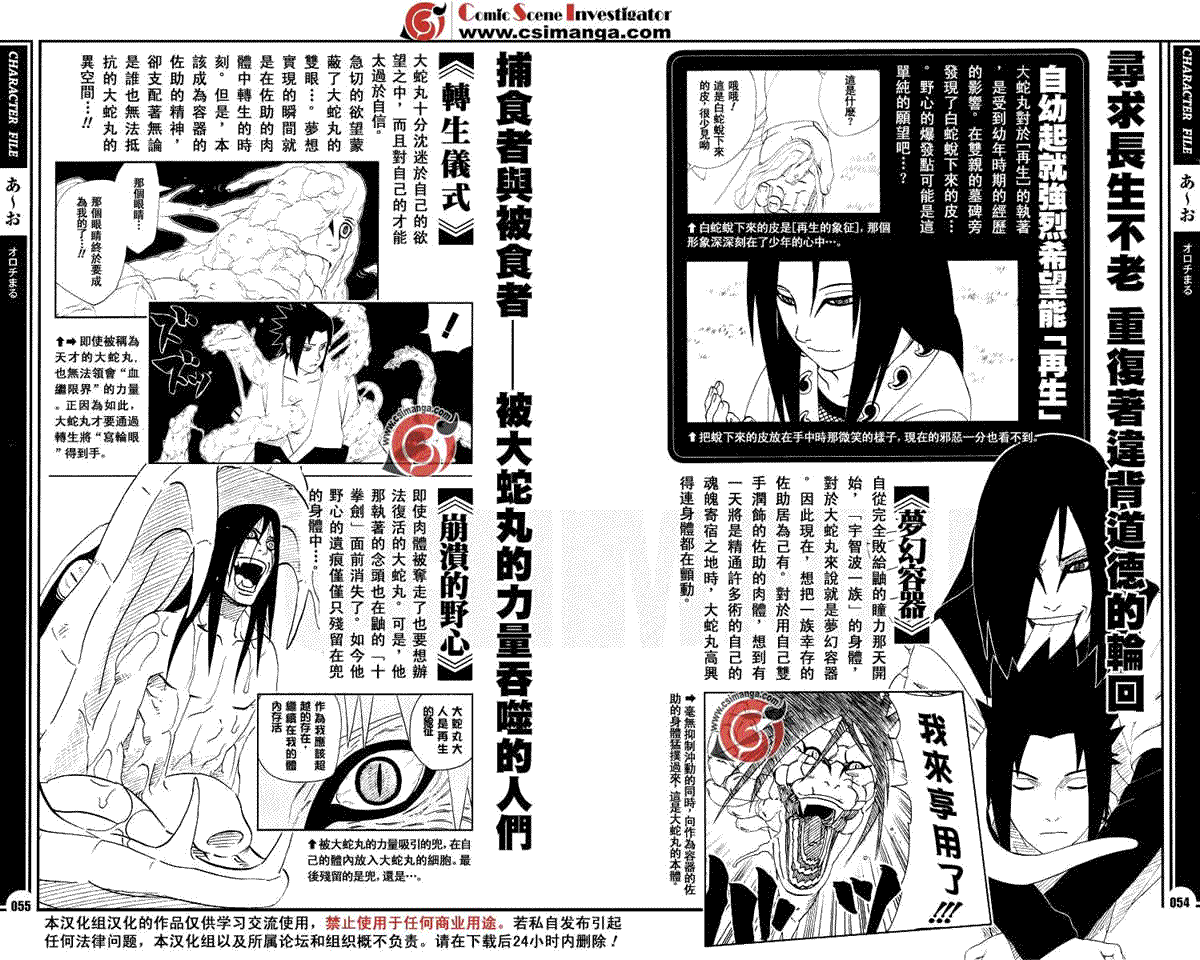 Comic Scene Investigator
www.csimanga.com
CHARACTER FILE
あ〜お
オロチまる
尋求長生不老 重復著違背道德的輪回
自幼起就強烈希望能「再生」
大蛇丸對於[再生]的執著
，是受到幼年時期的經歷
的影響。在雙親的墓碑旁
發現了白蛇蛻下來的皮…
。野心的爆發點可能是這
單純的願望吧…？
這是什麼？
哦哦！
這是白蛇蛻下來
的皮．很少見呦
⬆白蛇蛻下來的皮是[再生的象征]，那個
形象深深刻在了少年的心中…。
⬆把蛻下來的皮放在手中時那微笑的樣子，現在的邪惡一分也看不到
《夢幻容器》
自從完全敗給鼬的瞳力那天開
始，「宇智波一族」的身體，
對於大蛇丸來說就是夢幻容器
。因此現在，想把一族幸存的
佐助居為己有。對於用自己雙
手潤飾的佐助的肉體，想到有
一天將是精通許多術的自己的
魂魄寄宿之地時，大蛇丸高興
得連身體都在顫動。
➡毫無抑制沖動的同時，向作為容器的佐
助的身體猛撲過來，這是大蛇丸的本體。
我來享用了!!!
csimanga.com
054
捕食者與被食者──被大蛇丸的力量吞噬的人們
《轉生儀式》
大蛇丸十分沈迷於自己的欲
望之中，而且對自己的才能
太過於自信。
急切的欲望蒙
蔽了大蛇丸的
雙眼…。夢想
實現的瞬間就
是在佐助的肉
體中轉生的時
刻。但是，本
該成為容器的
佐助的精神，
卻支配著無論
是誰也無法抵
抗的大蛇丸的
異空間…!!
那個眼睛…
那個眼睛終於要成
為我的了…!!
！
ズズ
ズズ
www.csimanga.com
⬆➡即使被稱為
天才的大蛇丸，
也無法領會“血
繼限界”的力量
。正因為如此，
大蛇丸才要通過
轉生將“寫輪眼
”得到手。
《崩潰的野心》
即使肉體被奪走了也要想辦
法復活的大蛇丸。可是，他
那執著的念頭也在鼬的「十
拳劍」面前消失了。如今他
野心的遺痕僅僅只殘留在兜
的身體中…。
大蛇丸大
人是再生
的象征
作為我應該超
越的存在，
繼續在我的體
內存活
⬆被大蛇丸的力量吸引的兜，在自
己的體內放入大蛇丸的細胞。最
後殘留的是兜，還是…。
CHARACTER FILE
あ〜お
オロチまる
055
本汉化组汉化的作品仅供学习交流使用，禁止使用于任何商业用途。若私自发布引起
任何法律问题，本汉化组以及所属论坛和组织概不负责。请在下载后24小时内删除！